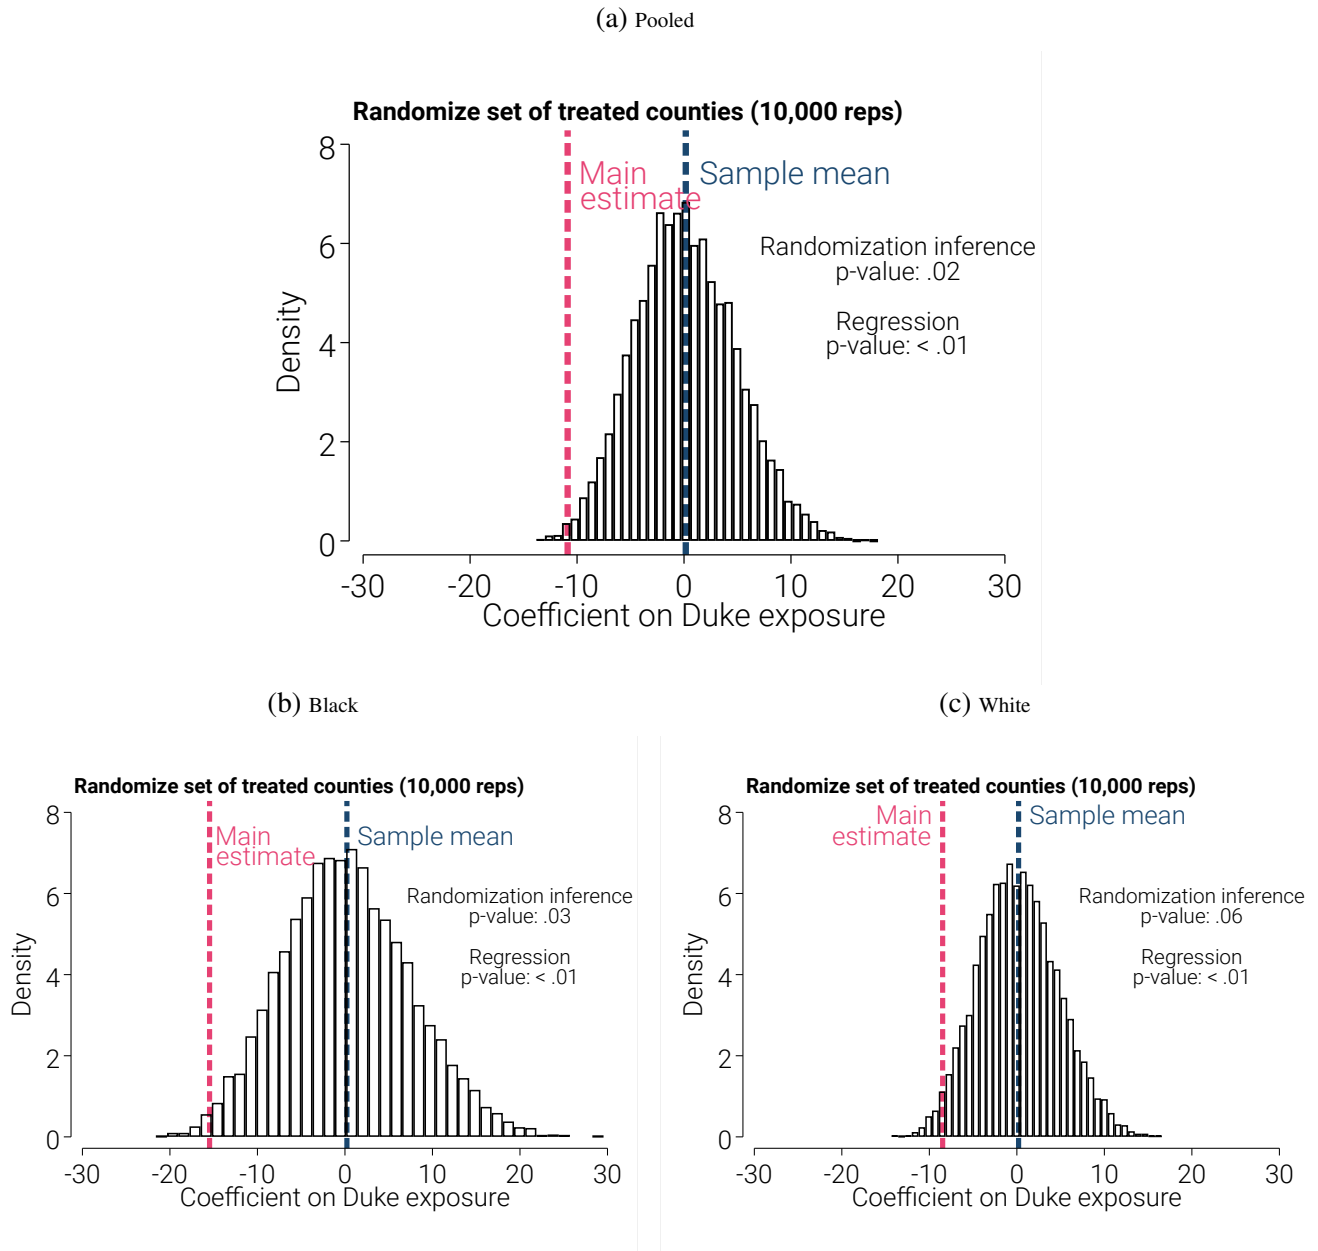 (a) Pooled
Randomize set of treated counties (10,000 reps)
Main
estimate
Sample mean
Randomization inference
p-value: .02
Regression
p-value: < .01
Density
8
6
4
2
0
-30 -20 -10 0 10 20 30
Coefficient on Duke exposure
(b) Black
Randomize set of treated counties (10,000 reps)
Main
estimate
Sample mean
Randomization inference
p-value: .03
Regression
p-value: < .01
Density
8
6
4
2
0
-30 -20 -10 0 10 20 30
Coefficient on Duke exposure
(c) White
Randomize set of treated counties (10,000 reps)
Main
estimate
Sample mean
Randomization inference
p-value: .06
Regression
p-value: < .01
Density
8
6
4
2
0
-30 -20 -10 0 10 20 30
Coefficient on Duke exposure